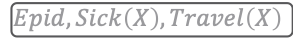 Epid, Sick(X), Travel(X)